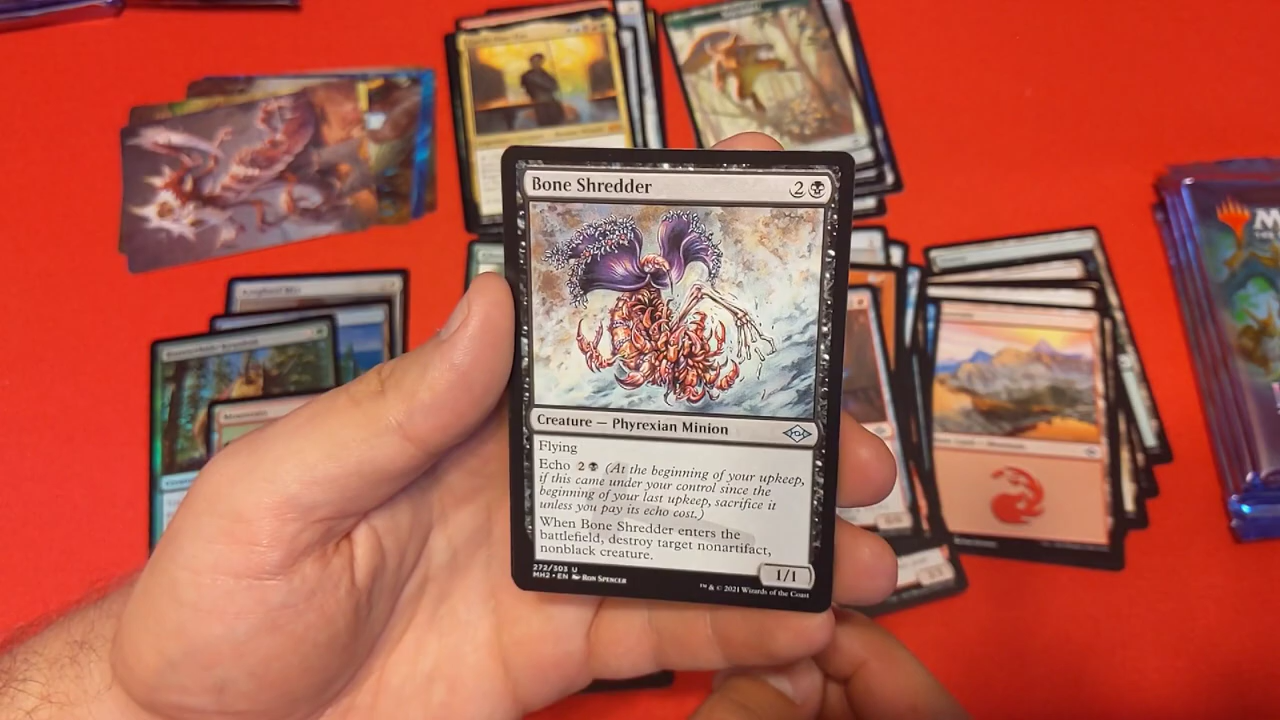 Bone Shredder 2
Creature — Phyrexian Minion
Flying
Echo 2 (At the beginning of your upkeep,
if this came under your control since the
beginning of your last upkeep, sacrifice it
unless you pay its echo cost.)
When Bone Shredder enters the
battlefield, destroy target nonartifact,
nonblack creature.
1/1
272/303 U
MH2 • EN Ron Spencer
™ & © 2021 Wizards of the Coast
Mountain